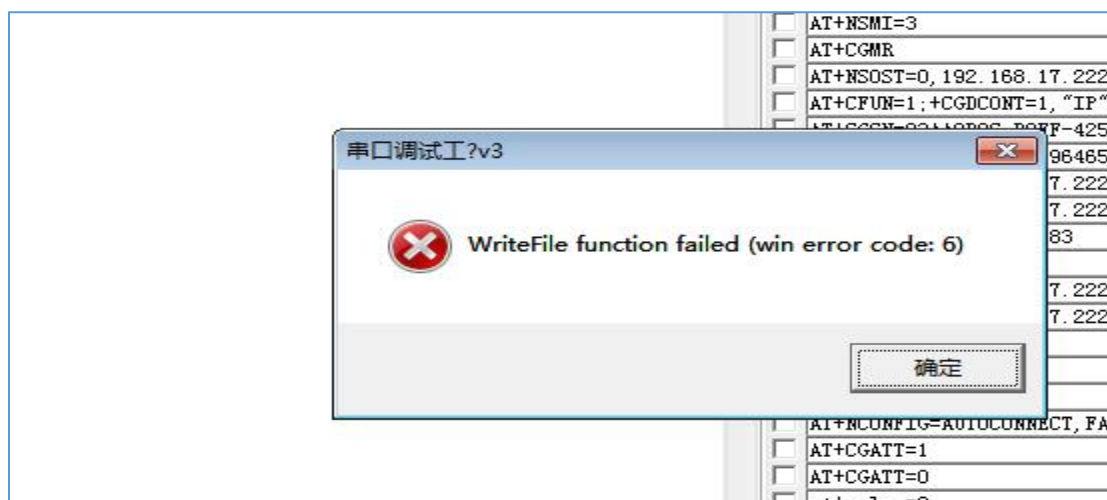 AT+NSMI=3
AT+CGMR
AT+NSOST=0,192.168.17.222
AT+CFUN=1;+CGDCONT=1,"IP"
串口调试工?v3
FF-425
96465
7.222
7.222
83
WriteFile function failed (win error code: 6)
7.222
7.222
确定
AT+NCONFIG=AUTOCONNECT,FA
AT+CGATT=1
AT+CGATT=0